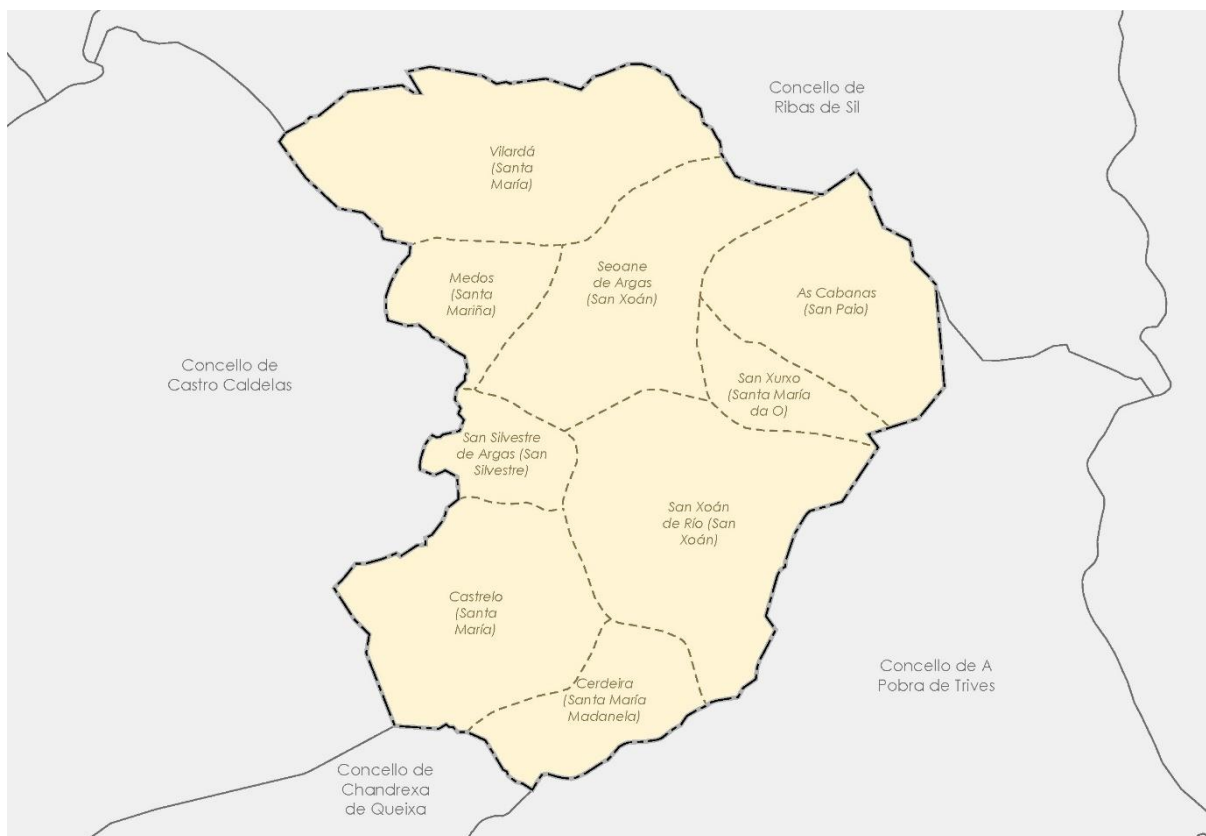 Concello de
Ribas de Sil
Vilardá
(Santa
María)
Medos
(Santa
Mariña)
Seoane
de Argas
(San Xoán)
As Cabanas
(San Paio)
Concello de
Castro Caldelas
San Xurxo
(Santa María
da O)
San Silvestre
de Argas (San
Silvestre)
San Xoán
de Río (San
Xoán)
Castrelo
(Santa
María)
Concello de A
Pobra de Trives
Cerdeira
(Santa María
Madanela)
Concello de
Chandrexa
de Queixa